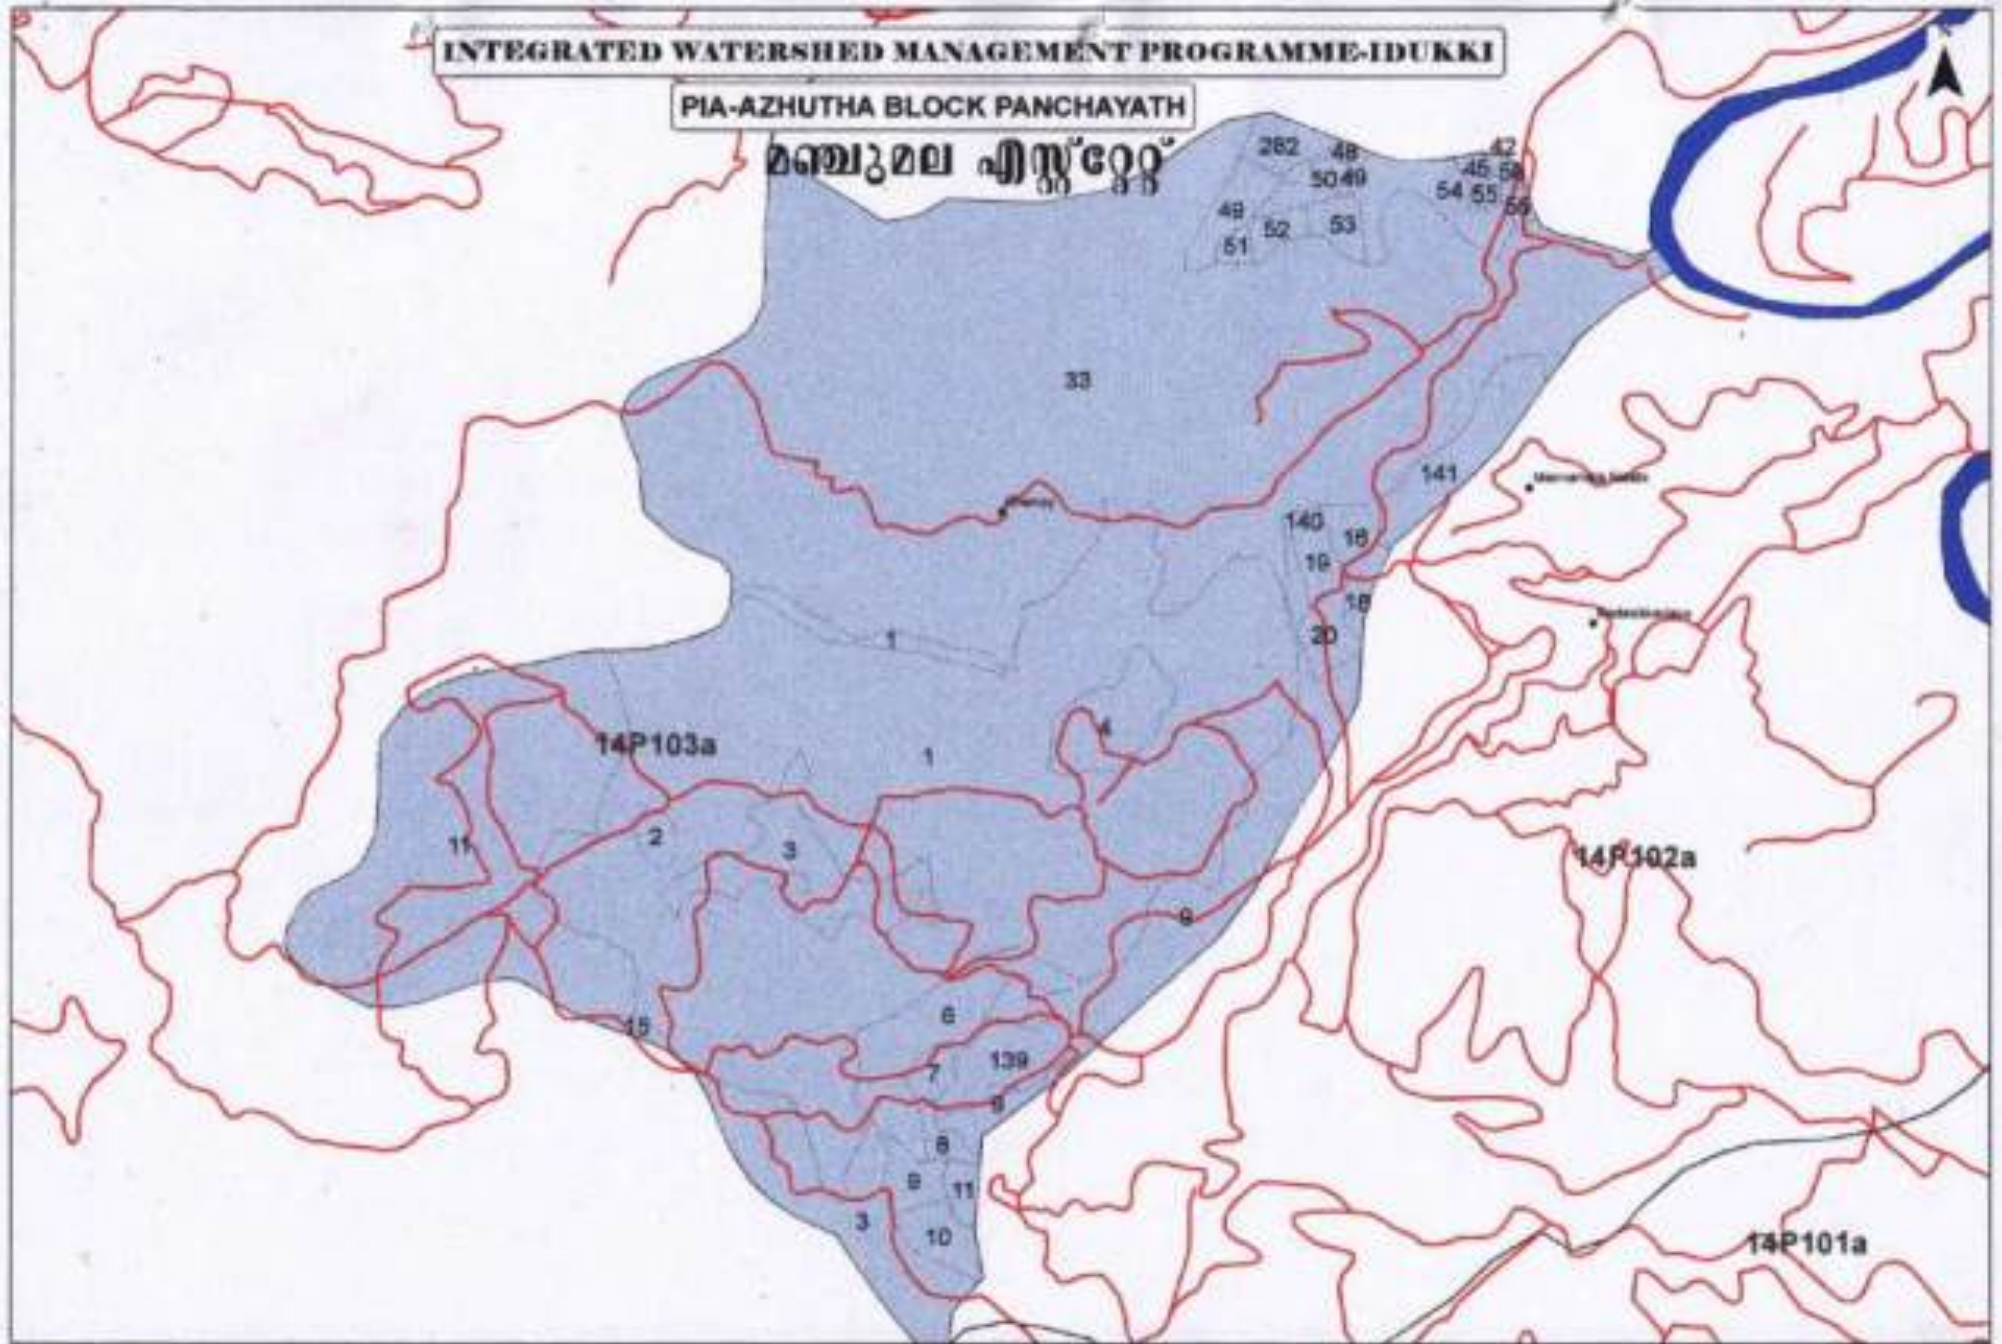 INTEGRATED WATERSHED MANAGEMENT PROGRAMME-IDUKKI
PIA-AZHUTHA BLOCK PANCHAYATH
മഞ്ചുമല എസ്റ്റേറ്റ്
282 48 42
50 49 45
54 55
49 52 53
51
33
141
140
19
18
20
1
14P103a
1
4
11
2
3
14P102a
9
15
6
139
7
9
8
9
11
3
10
14P101a